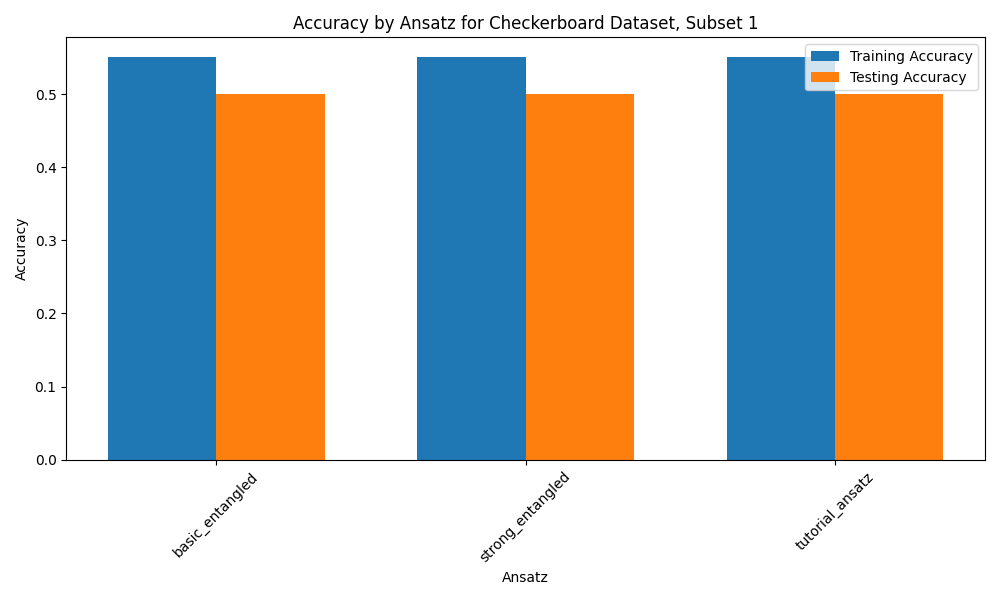 Accuracy by Ansatz for Checkerboard Dataset, Subset 1
Training Accuracy
Testing Accuracy
Accuracy
0.5
0.4
0.3
0.2
0.1
0.0
basic_entangled
strong_entangled
tutorial_ansatz
Ansatz